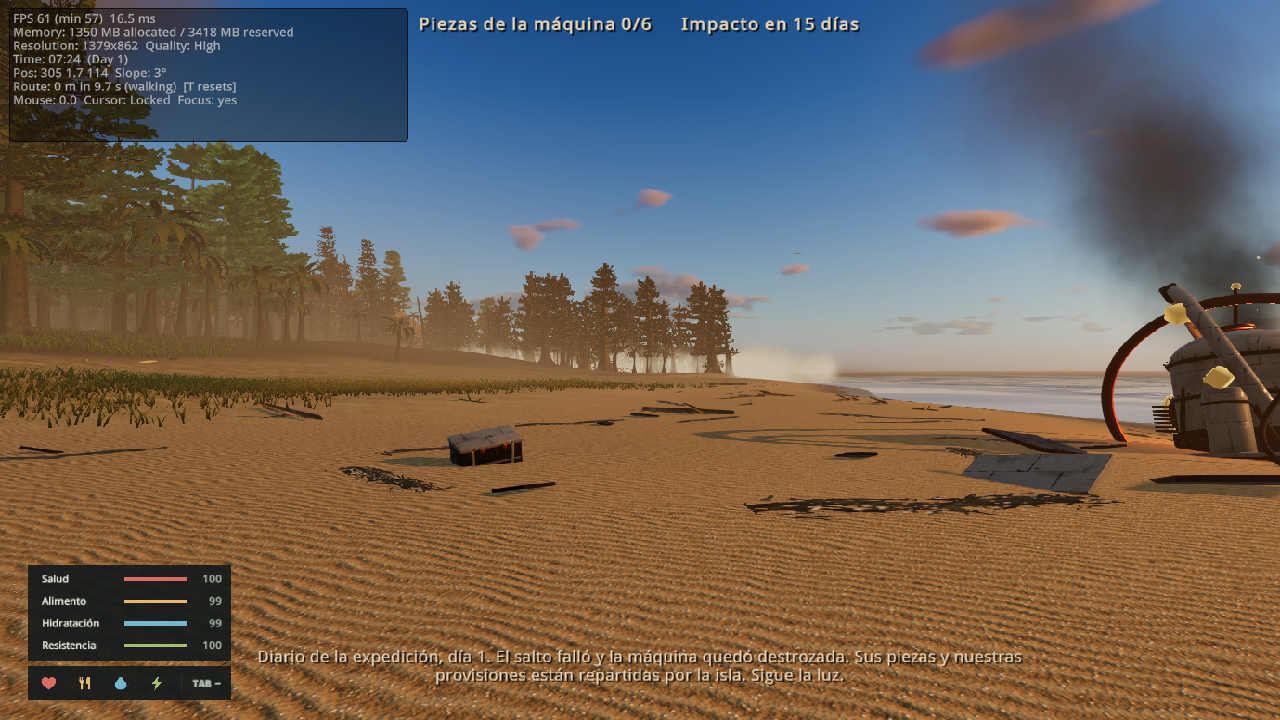 FPS 61 (min 57) 16.5 ms
Memory: 1350 MB allocated / 3418 MB reserved
Resolution: 1379x862 Quality: High
Time: 07:24 (Day 1)
Pos: 305 1.7 114 Slope: 3°
Route: 0 m in 9.7 s (walking) [T resets]
Mouse: 0.0 Cursor: Locked Focus: yes
Piezas de la máquina 0/6 Impacto en 15 días
Salud 100
Alimento 99
Hidratación 99
Resistencia 100
TAB –
Diario de la expedición, día 1. El salto falló y la máquina quedó destrozada. Sus piezas y nuestras
provisiones están repartidas por la isla. Sigue la luz.